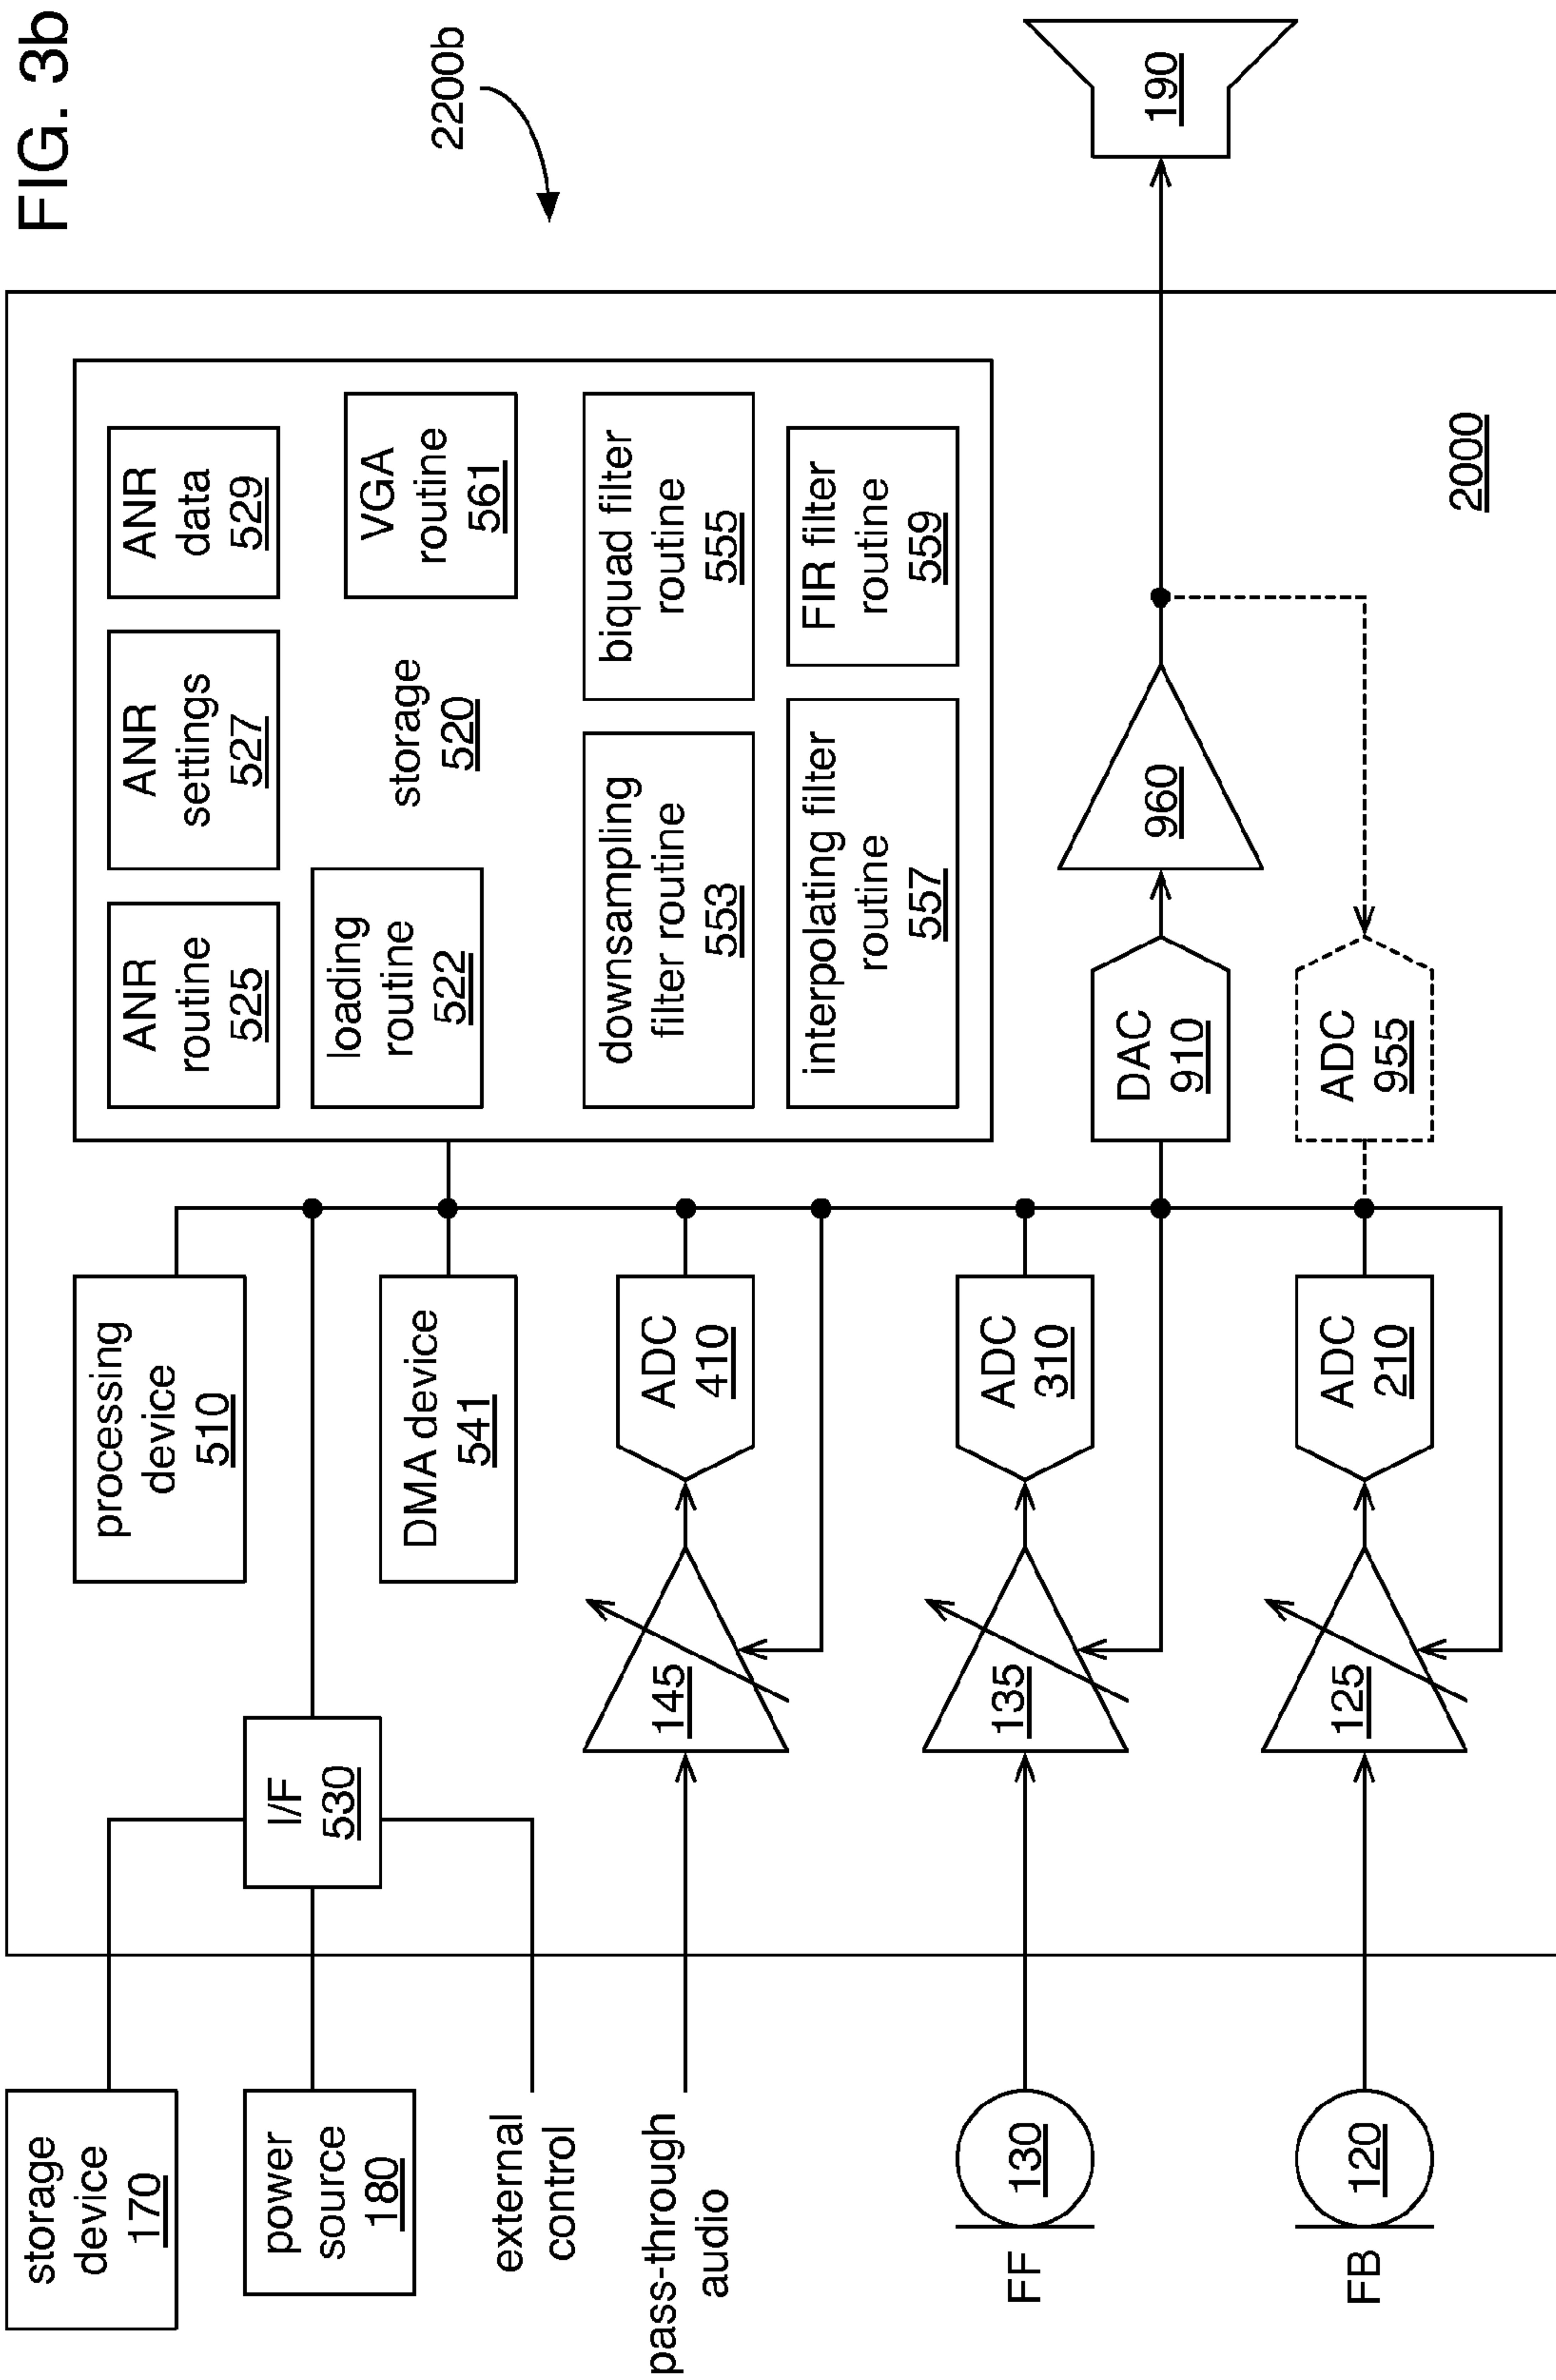 FIG. 3b
2200b
storage
device
170
power
source
180
external
control
pass-through
audio
FF
130
FB
120
I/F
530
processing
device
510
DMA device
541
145
ADC
410
135
ADC
310
125
ADC
210
ANR
routine
525
ANR
settings
527
ANR
data
529
loading
routine
522
storage
520
VGA
routine
561
downsampling
filter routine
553
biquad filter
routine
555
interpolating filter
routine
557
FIR filter
routine
559
DAC
910
960
ADC
955
190
2000